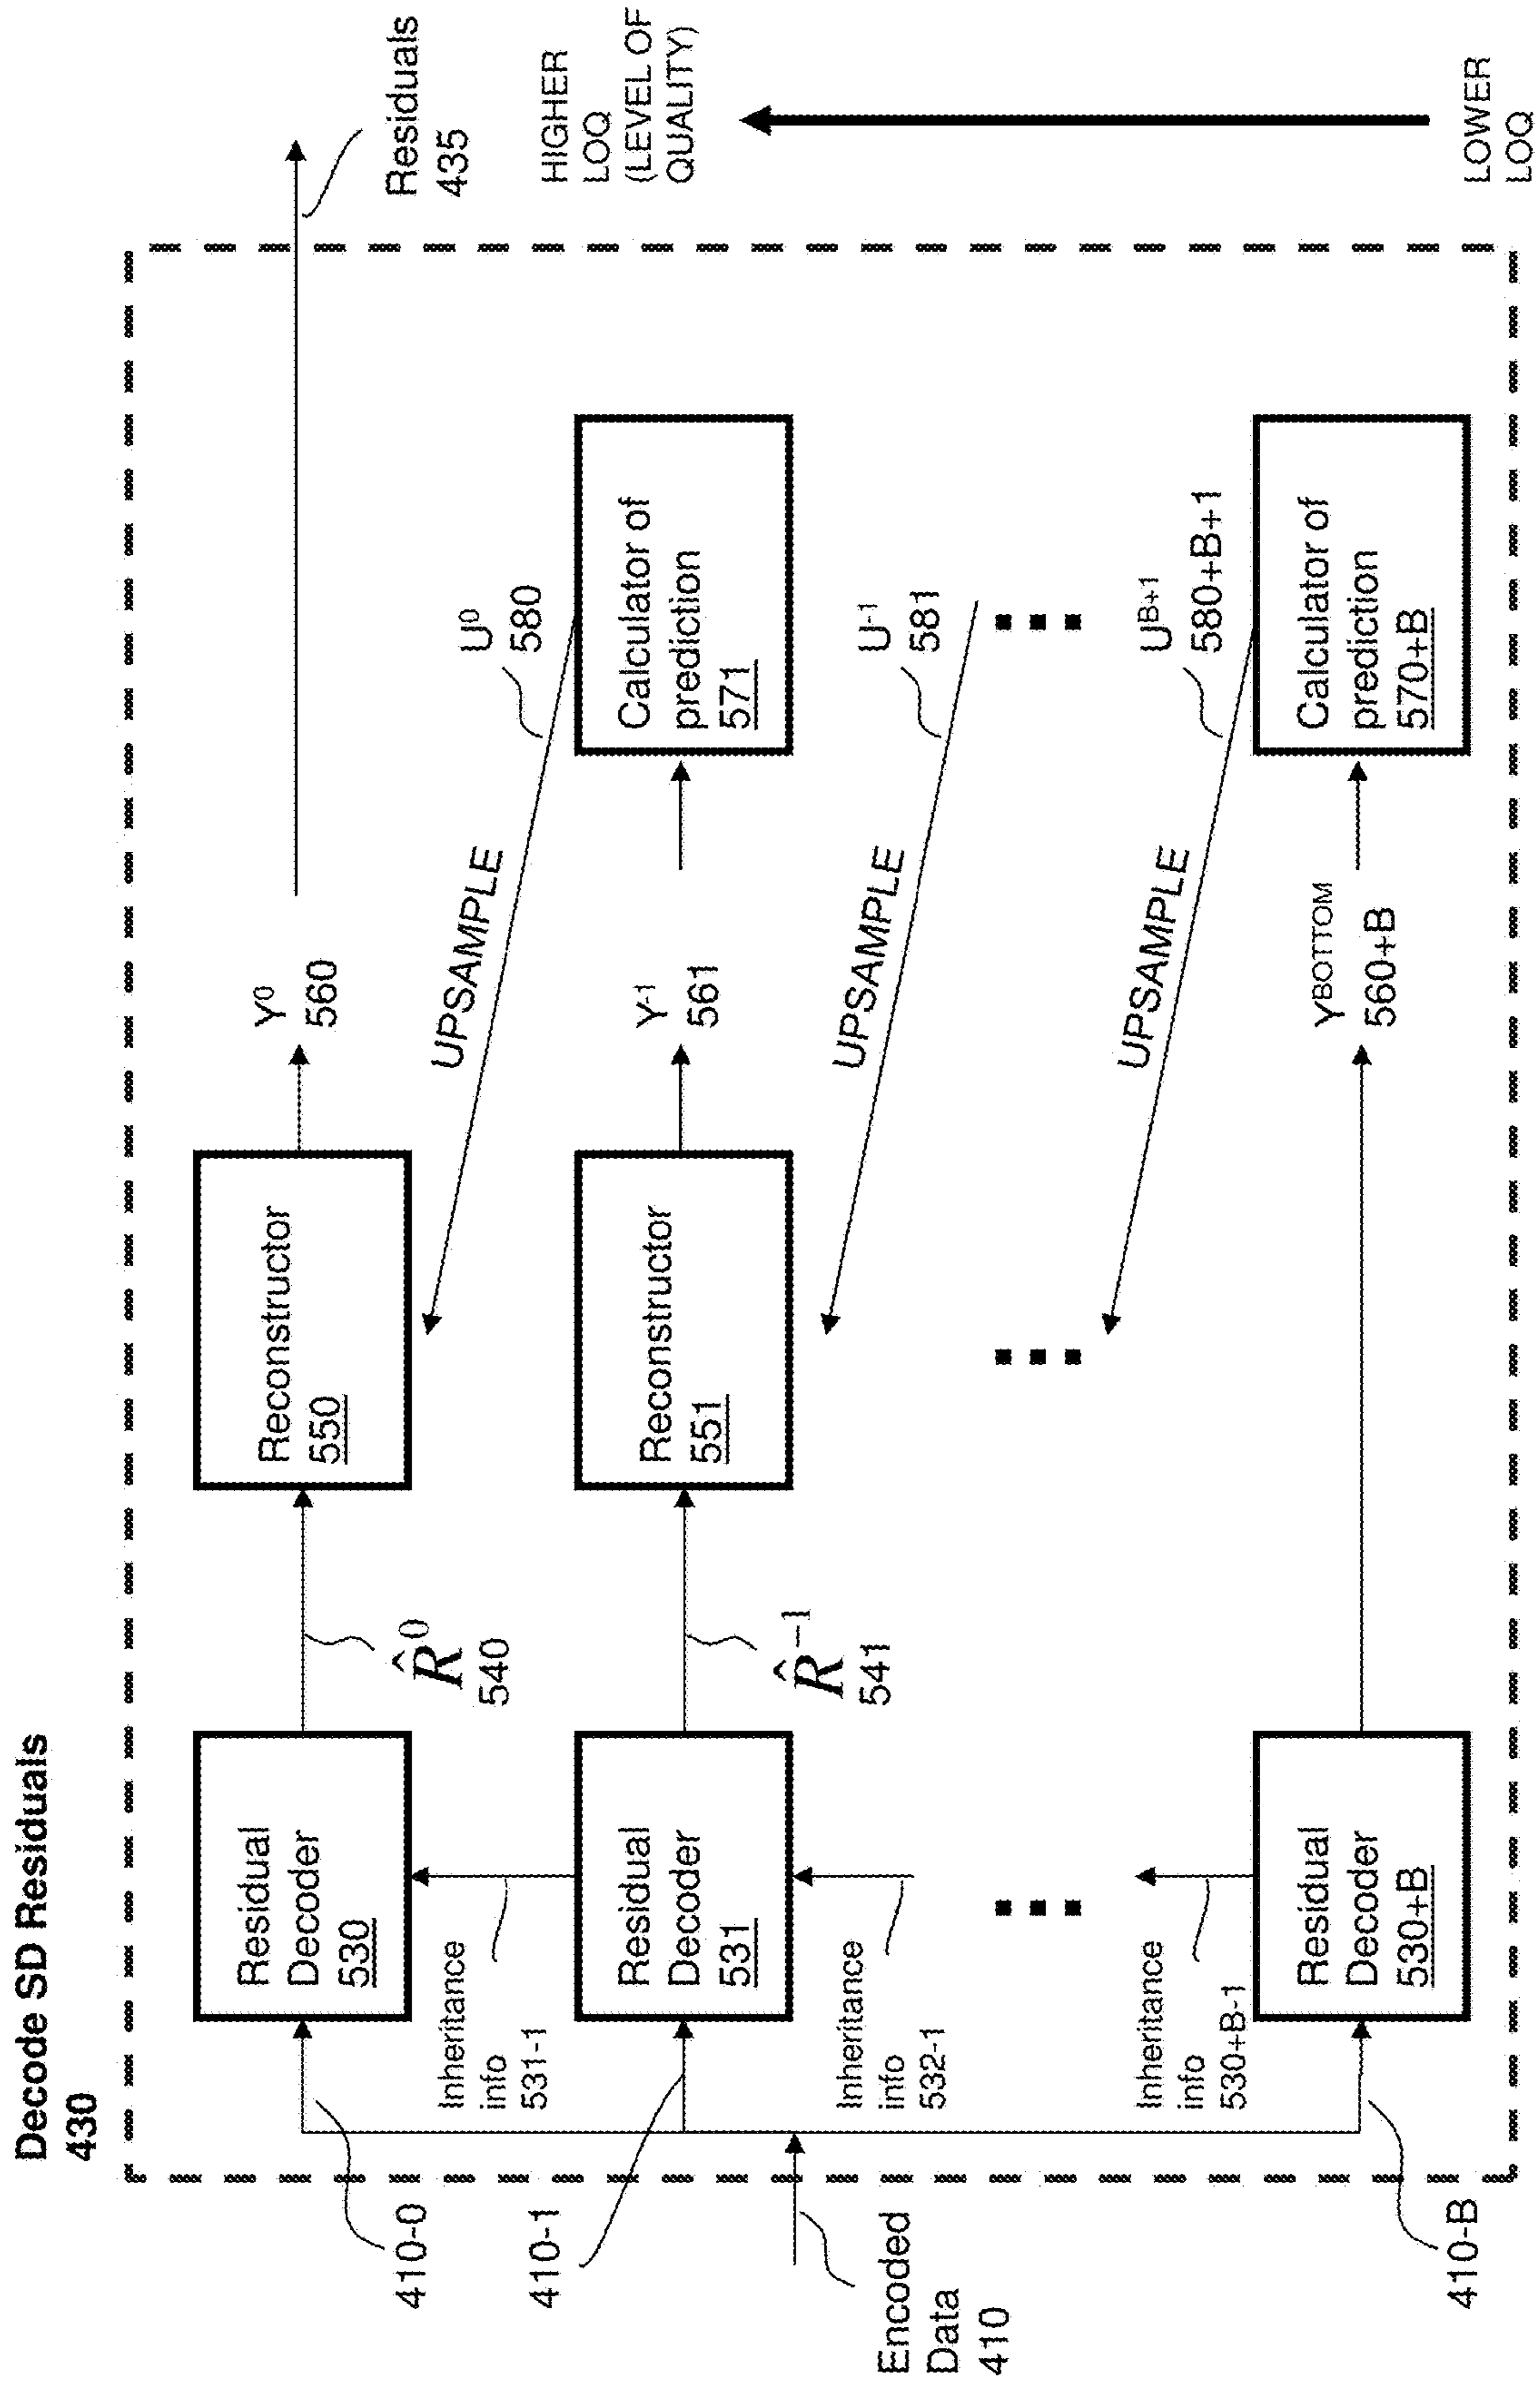 Decode SD Residuals
430
410-0
Residual
Decoder
530
R̂⁰
540
Reconstructor
550
Y⁰
560
Residuals
435
Inheritance
info
531-1
UPSAMPLE
U⁰
580
HIGHER
LOQ
(LEVEL OF
QUALITY)
410-1
Residual
Decoder
531
R̂⁻¹
541
Reconstructor
551
Y⁻¹
561
Calculator of
prediction
571
Encoded
Data
410
Inheritance
info
532-1
UPSAMPLE
U⁻¹
581
Inheritance
info
530+B-1
UPSAMPLE
Uᴮ⁺¹
580+B+1
410-B
Residual
Decoder
530+B
Yᴮᴼᵀᵀᴼᴹ
560+B
Calculator of
prediction
570+B
LOWER
LOQ